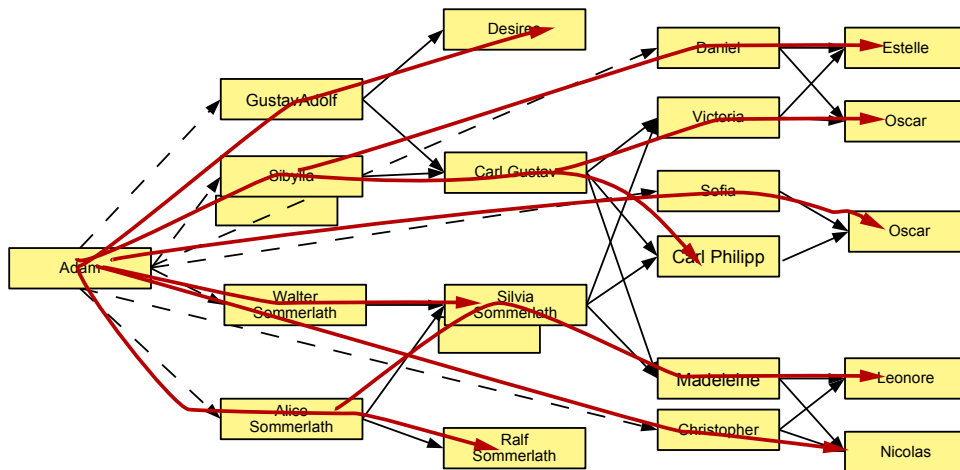 Desiree
Daniel
Estelle
GustavAdolf
Victoria
Oscar
Sibylla
Carl Gustav
Sofia
Oscar
Adam
Carl Philipp
Walter
Sommerlath
Silvia
Sommerlath
Madeleine
Leonore
Alice
Sommerlath
Christopher
Ralf
Sommerlath
Nicolas